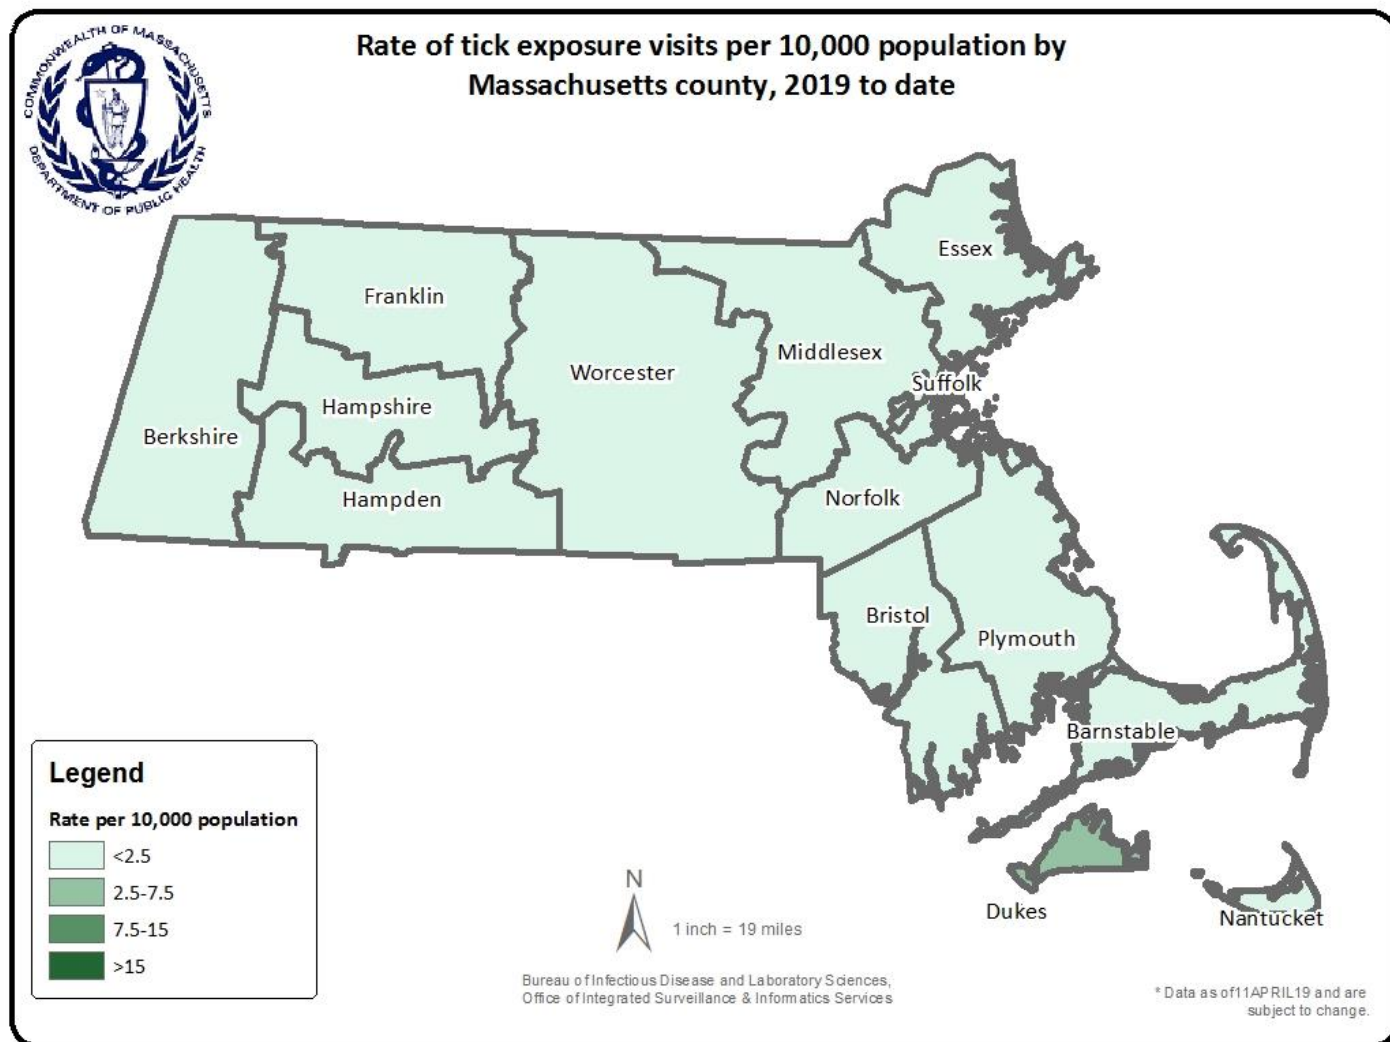 COMMONWEALTH OF MASSACHUSETTS
DEPARTMENT OF PUBLIC HEALTH
Rate of tick exposure visits per 10,000 population by
Massachusetts county, 2019 to date
Essex
Franklin
Middlesex
Worcester
Suffolk
Hampshire
Berkshire
Hampden
Norfolk
Bristol
Plymouth
Barnstable
Dukes
Nantucket
Legend
Rate per 10,000 population
<2.5
2.5-7.5
7.5-15
>15
N
1 inch = 19 miles
Bureau of Infectious Disease and Laboratory Sciences,
Office of Integrated Surveillance & Informatics Services
* Data as of11APRIL19 and are
subject to change.